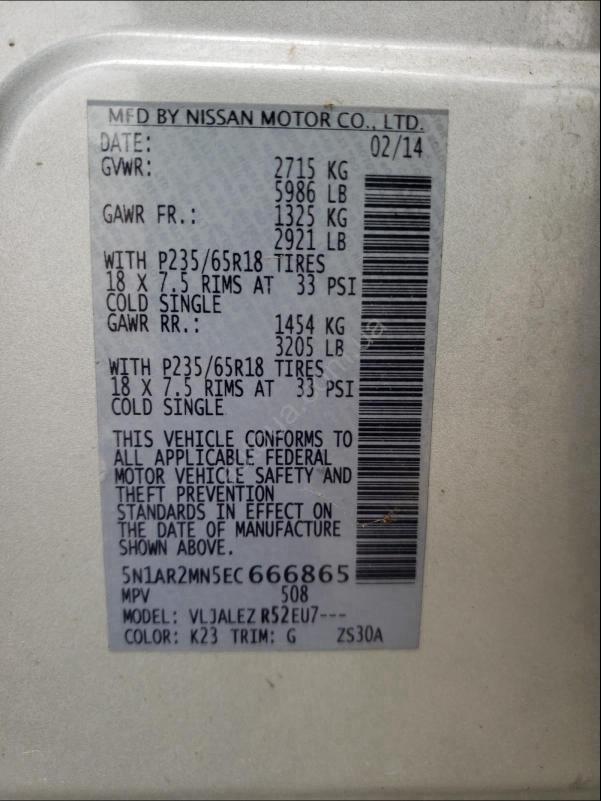 MFD BY NISSAN MOTOR CO., LTD.
DATE: 02/14
GVWR: 2715 KG
5986 LB
GAWR FR.: 1325 KG
2921 LB
WITH P235/65R18 TIRES
18 X 7.5 RIMS AT 33 PSI
COLD SINGLE
GAWR RR.: 1454 KG
3205 LB
WITH P235/65R18 TIRES
18 X 7.5 RIMS AT 33 PSI
COLD SINGLE
THIS VEHICLE CONFORMS TO
ALL APPLICABLE FEDERAL
MOTOR VEHICLE SAFETY AND
THEFT PREVENTION
STANDARDS IN EFFECT ON
THE DATE OF MANUFACTURE
SHOWN ABOVE.
5N1AR2MN5EC666865
MPV 508
MODEL: VLJALEZ R52EU7---
COLOR: K23 TRIM: G ZS30A